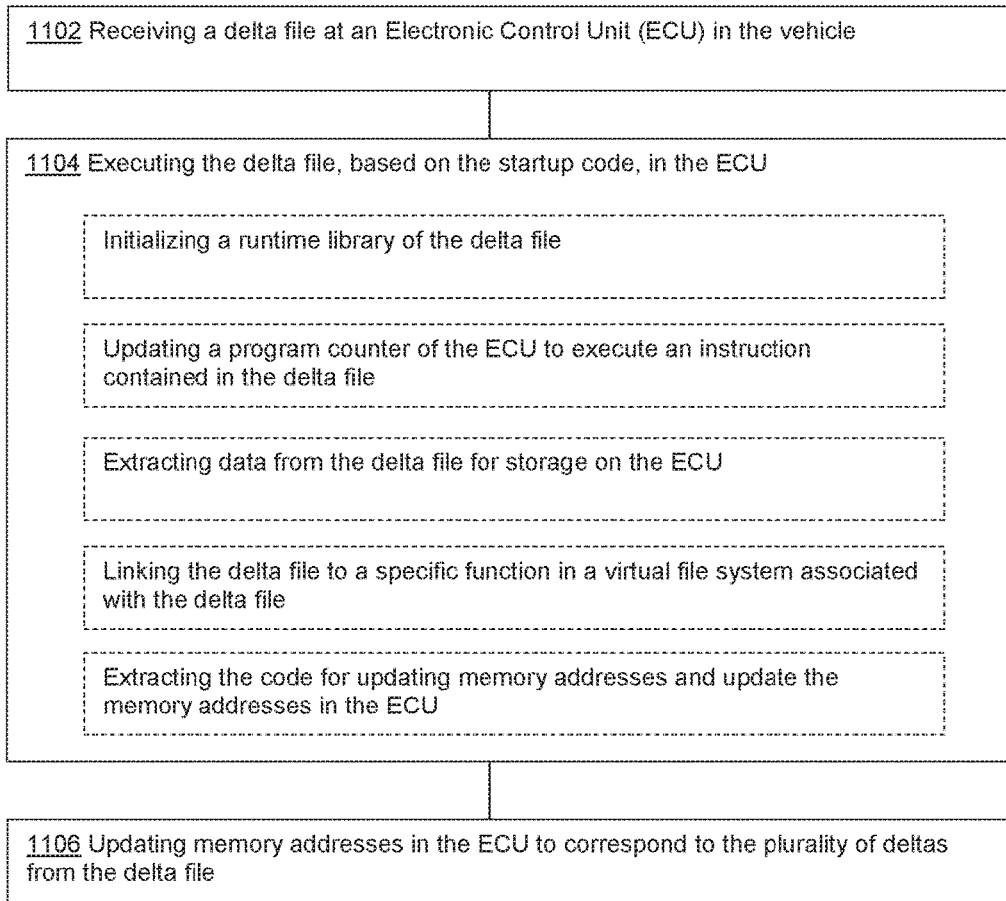 1102 Receiving a delta file at an Electronic Control Unit (ECU) in the vehicle
1104 Executing the delta file, based on the startup code, in the ECU
Initializing a runtime library of the delta file
Updating a program counter of the ECU to execute an instruction
contained in the delta file
Extracting data from the delta file for storage on the ECU
Linking the delta file to a specific function in a virtual file system associated
with the delta file
Extracting the code for updating memory addresses and update the
memory addresses in the ECU
1106 Updating memory addresses in the ECU to correspond to the plurality of deltas
from the delta file